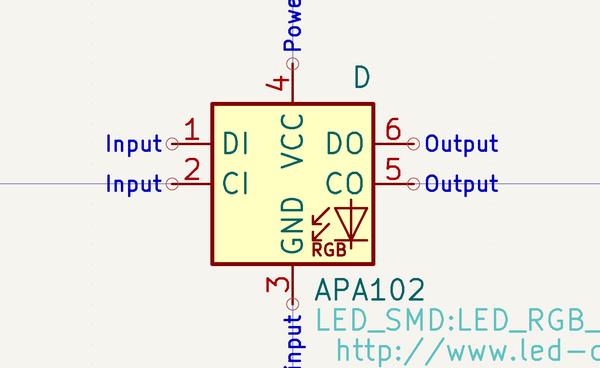 Powe
4
D
Input 1 DI VCC DO 6 Output
Input 2 CI CO 5 Output
GND
RGB
3
APA102
LED_SMD:LED_RGB_
input
http://www.led-c